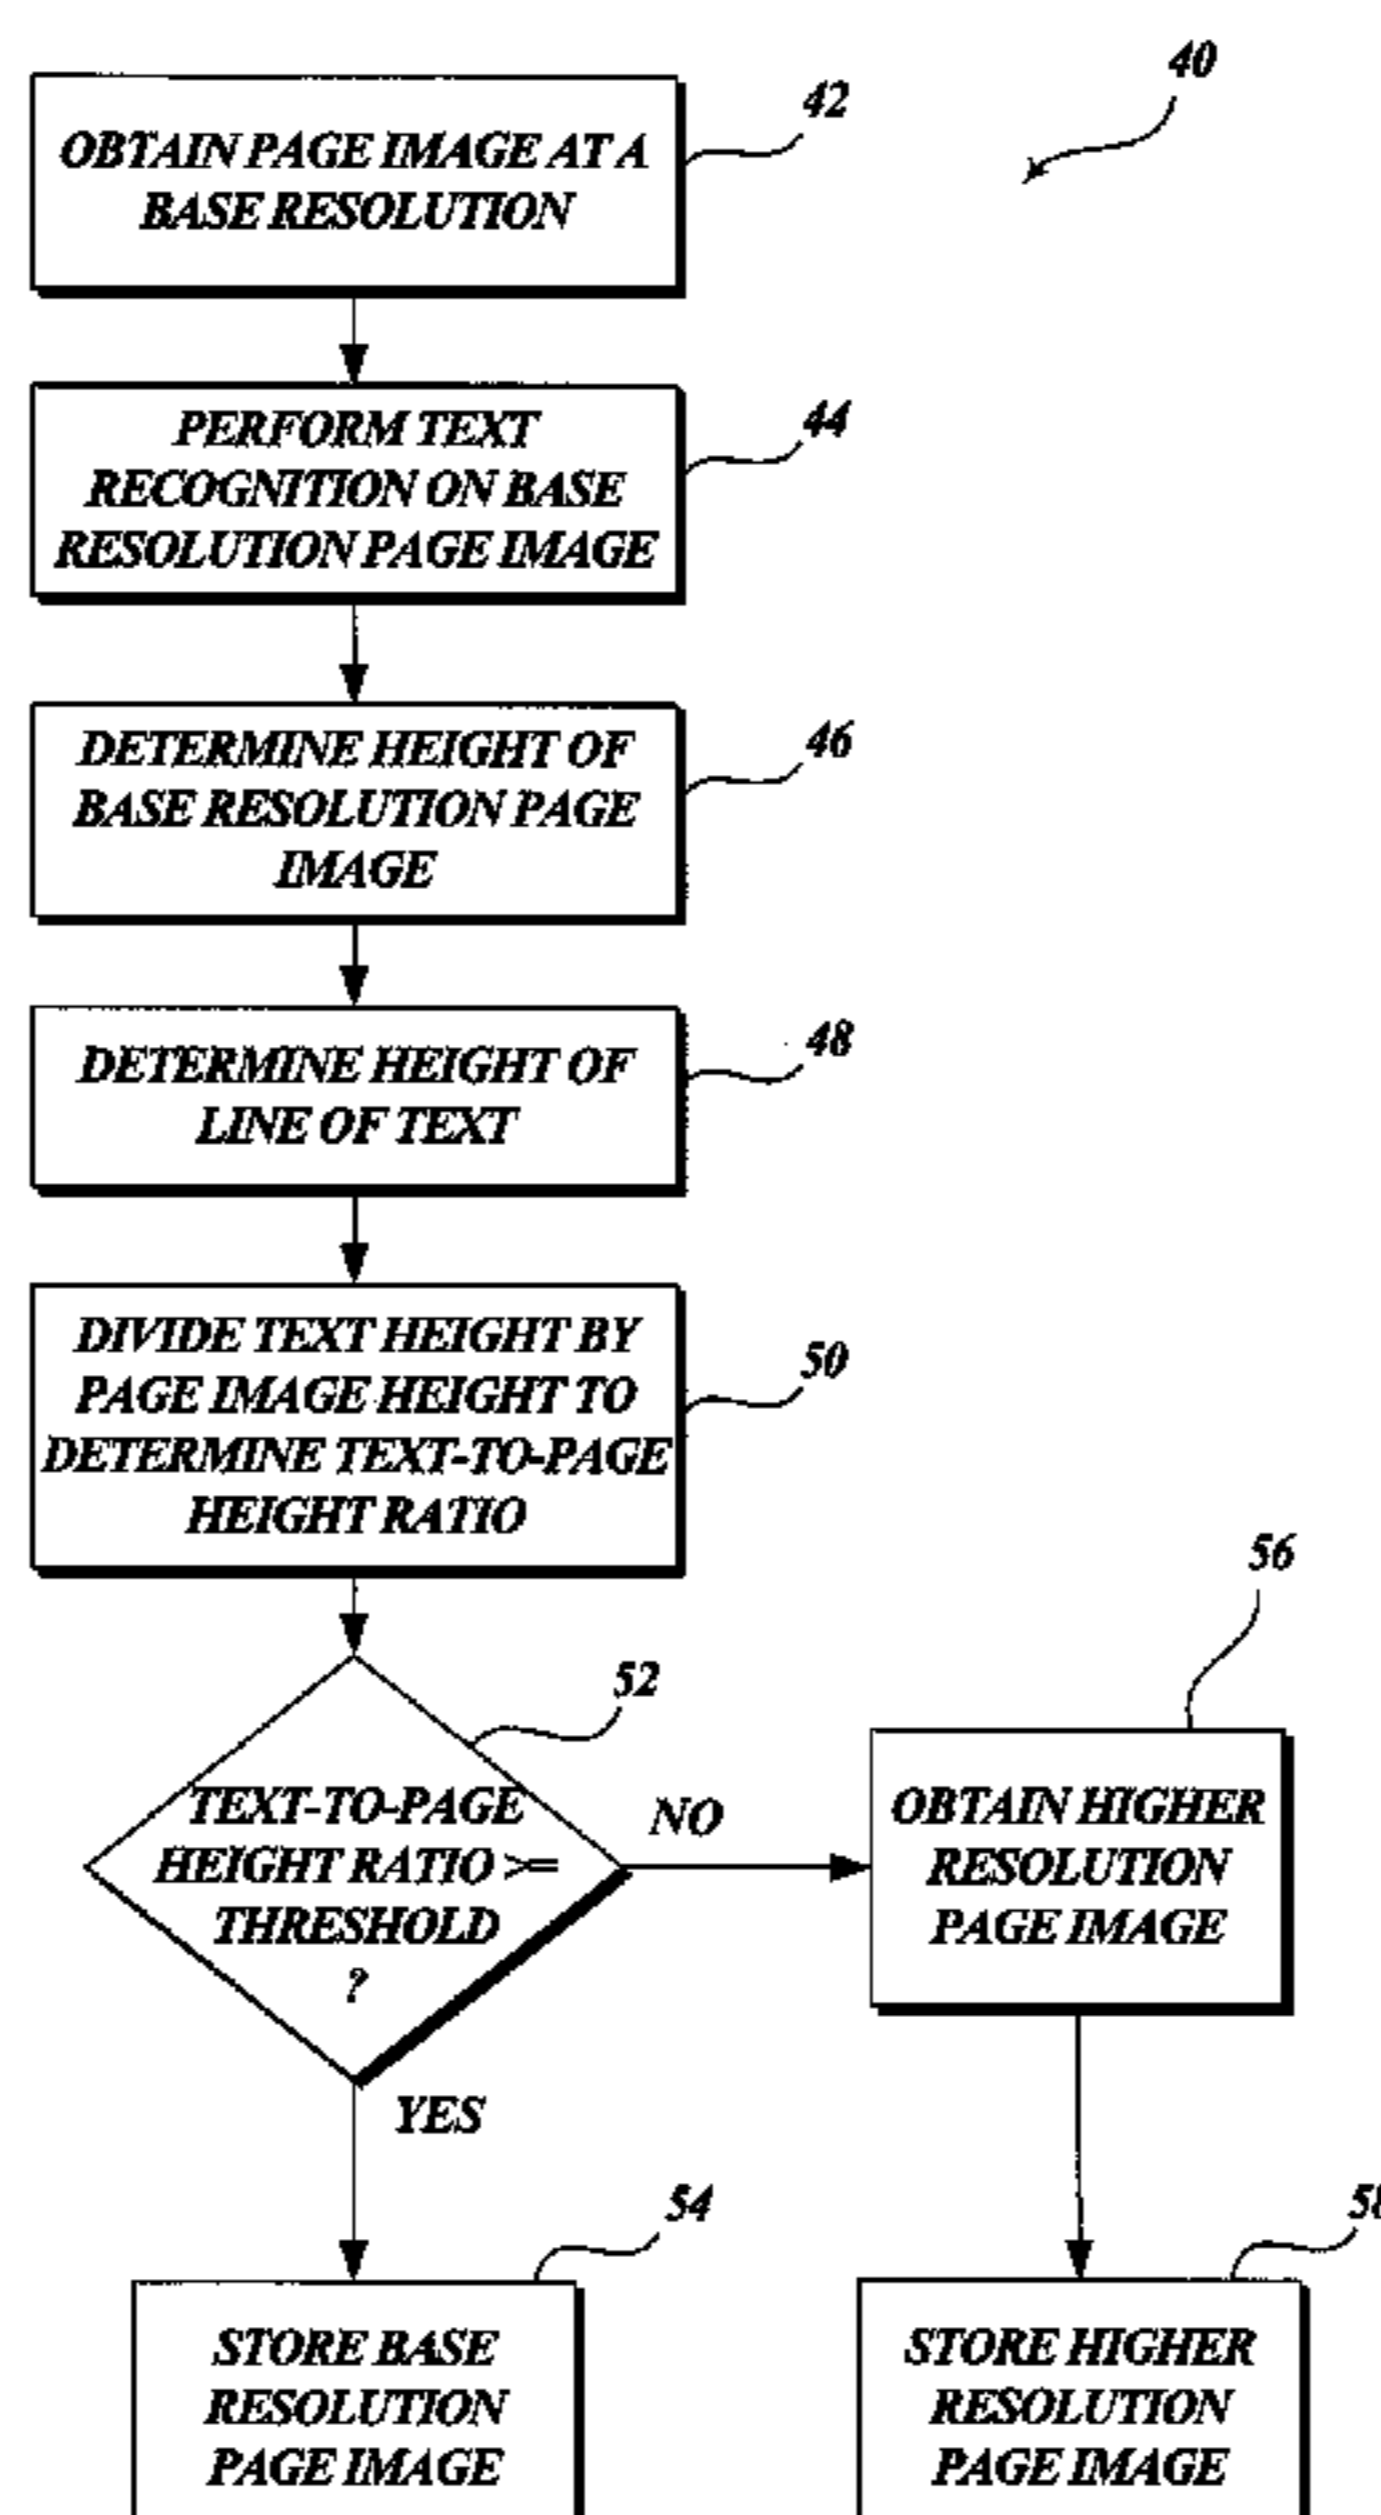 40
42
OBTAIN PAGE IMAGE AT A
BASE RESOLUTION
44
PERFORM TEXT
RECOGNITION ON BASE
RESOLUTION PAGE IMAGE
46
DETERMINE HEIGHT OF
BASE RESOLUTION PAGE
IMAGE
48
DETERMINE HEIGHT OF
LINE OF TEXT
50
DIVIDE TEXT HEIGHT BY
PAGE IMAGE HEIGHT TO
DETERMINE TEXT-TO-PAGE
HEIGHT RATIO
52
TEXT-TO-PAGE
HEIGHT RATIO >=
THRESHOLD
?
NO
56
OBTAIN HIGHER
RESOLUTION
PAGE IMAGE
YES
54
STORE BASE
RESOLUTION
PAGE IMAGE
58
STORE HIGHER
RESOLUTION
PAGE IMAGE